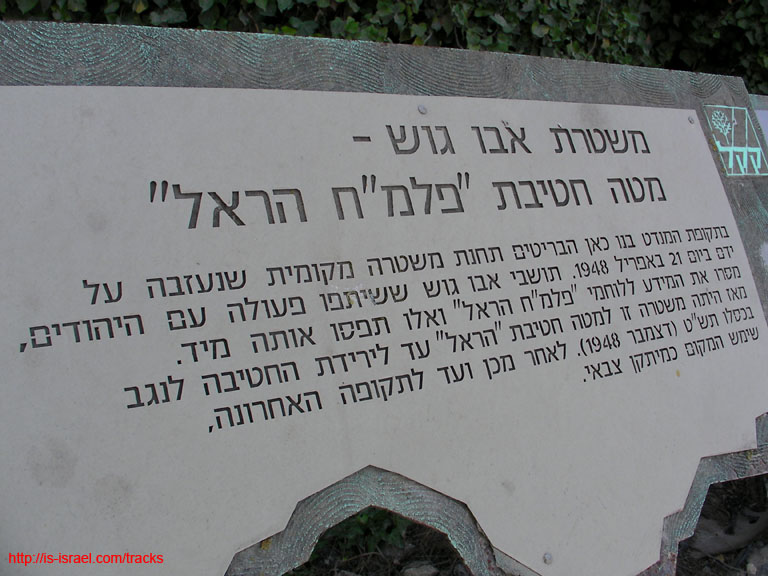 משטרת אבו גוש -
מטה חטיבת "פלמ"ח הראל"
בתקופת המנדט בנו כאן הבריטים תחנת משטרה מקומית שנעזבה על
ידם ביום 21 באפריל 1948. תושבי אבו גוש ששיתפו פעולה עם היהודים,
מסרו את המידע ללוחמי "פלמ"ח הראל" ואלו תפסו אותה מיד.
מאז היתה משטרה זו למטה חטיבת "הראל" עד לירידת החטיבה לנגב
בכסלו תש"ט (דצמבר 1948). לאחר מכן ועד לתקופה האחרונה,
שימש המקום כמיתקן צבאי.
קקל
http://is-israel.com/tracks